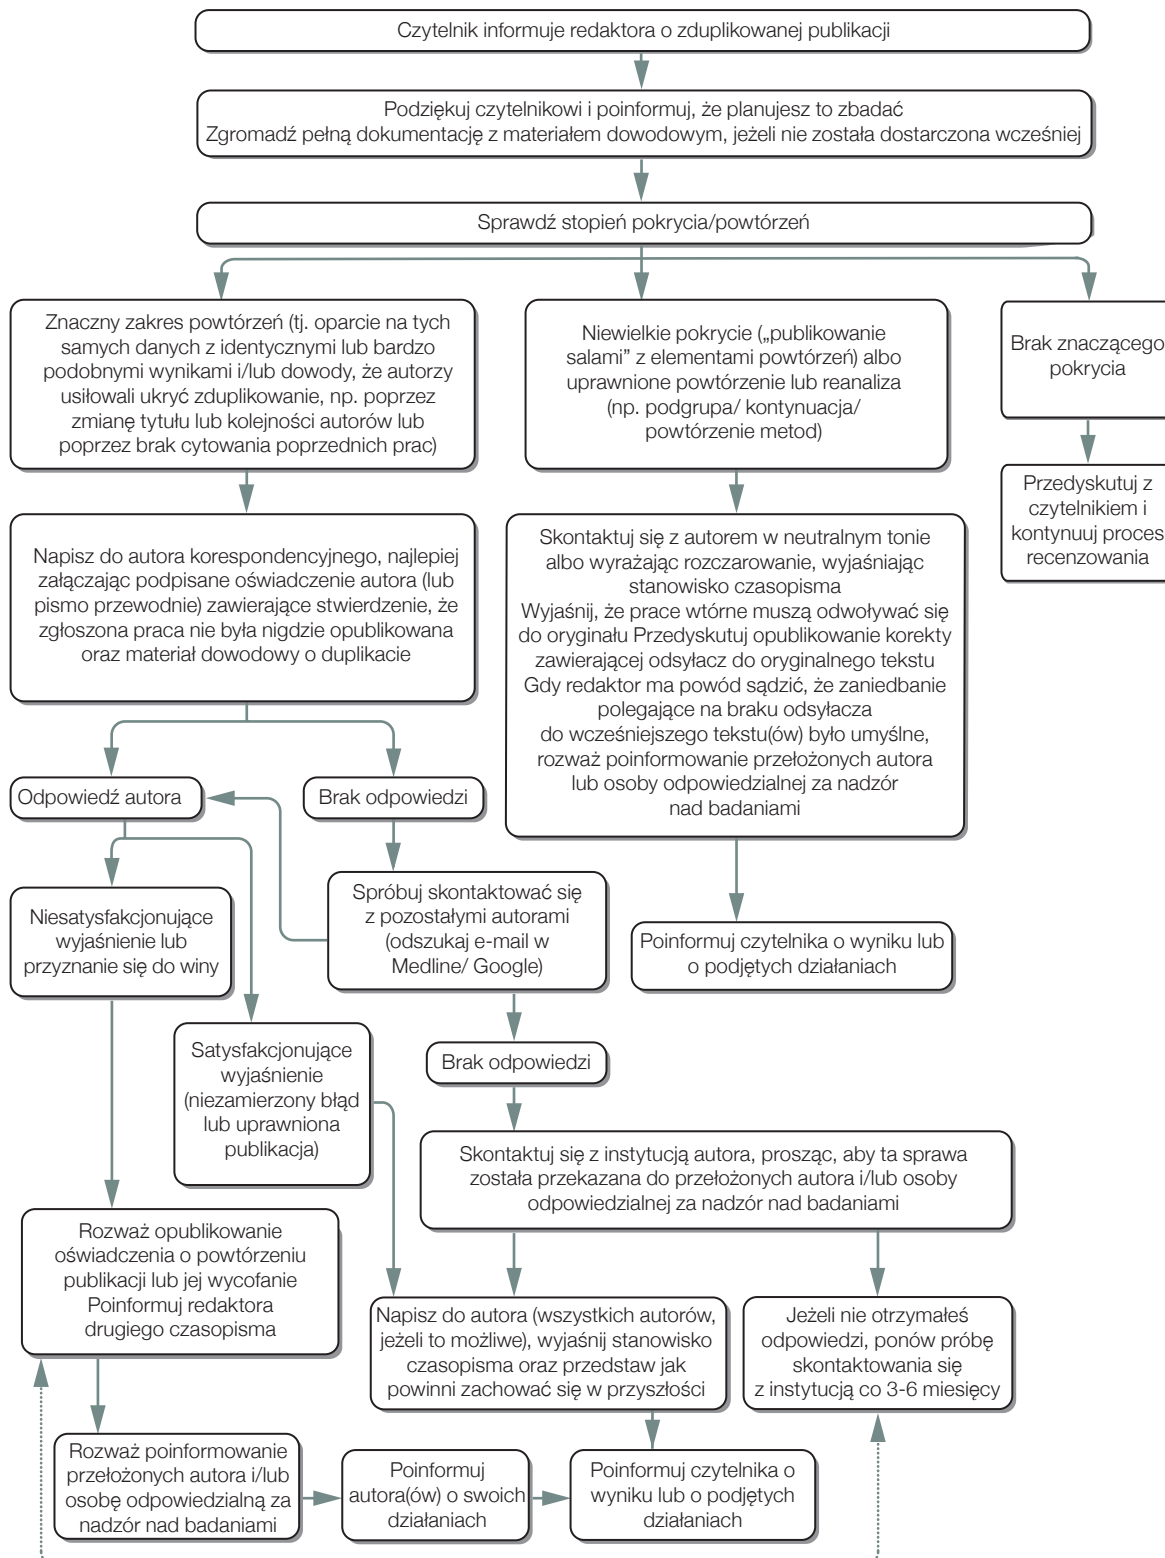 Czytelnik informuje redaktora o zduplikowanej publikacji
Podziękuj czytelnikowi i poinformuj, że planujesz to zbadać
Zgromadź pełną dokumentację z materiałem dowodowym, jeżeli nie została dostarczona wcześniej
Sprawdź stopień pokrycia/powtórzeń
Znaczny zakres powtórzeń (tj. oparcie na tych
samych danych z identycznymi lub bardzo
podobnymi wynikami i/lub dowody, że autorzy
usiłowali ukryć zduplikowanie, np. poprzez
zmianę tytułu lub kolejności autorów lub
poprzez brak cytowania poprzednich prac)
Niewielkie pokrycie („publikowanie
salami” z elementami powtórzeń) albo
uprawnione powtórzenie lub reanaliza
(np. podgrupa/ kontynuacja/
powtórzenie metod)
Brak znaczącego
pokrycia
Przedyskutuj z
czytelnikiem i
kontynuuj proces
recenzowania
Napisz do autora korespondencyjnego, najlepiej
załączając podpisane oświadczenie autora (lub
pismo przewodnie) zawierające stwierdzenie, że
zgłoszona praca nie była nigdzie opublikowana
oraz materiał dowodowy o duplikacie
Skontaktuj się z autorem w neutralnym tonie
albo wyrażając rozczarowanie, wyjaśniając
stanowisko czasopisma
Wyjaśnij, że prace wtórne muszą odwoływać się
do oryginału Przedyskutuj opublikowanie korekty
zawierającej odsyłacz do oryginalnego tekstu
Gdy redaktor ma powód sądzić, że zaniedbanie
polegające na braku odsyłacza
do wcześniejszego tekstu(ów) było umyślne,
rozważ poinformowanie przełożonych autora
lub osoby odpowiedzialnej za nadzór
nad badaniami
Odpowiedź autora
Brak odpowiedzi
Niesatysfakcjonujące
wyjaśnienie lub
przyznanie się do winy
Spróbuj skontaktować się
z pozostałymi autorami
(odszukaj e-mail w
Medline/ Google)
Poinformuj czytelnika o wyniku lub
o podjętych działaniach
Satysfakcjonujące
wyjaśnienie
(niezamierzony błąd
lub uprawniona
publikacja)
Brak odpowiedzi
Skontaktuj się z instytucją autora, prosząc, aby ta sprawa
została przekazana do przełożonych autora i/lub osoby
odpowiedzialnej za nadzór nad badaniami
Rozważ opublikowanie
oświadczenia o powtórzeniu
publikacji lub jej wycofanie
Poinformuj redaktora
drugiego czasopisma
Napisz do autora (wszystkich autorów,
jeżeli to możliwe), wyjaśnij stanowisko
czasopisma oraz przedstaw jak
powinni zachować się w przyszłości
Jeżeli nie otrzymałeś
odpowiedzi, ponów próbę
skontaktowania się
z instytucją co 3-6 miesięcy
Rozważ poinformowanie
przełożonych autora i/lub
osobę odpowiedzialną za
nadzór nad badaniami
Poinformuj
autora(ów) o swoich
działaniach
Poinformuj czytelnika o
wyniku lub o podjętych
działaniach